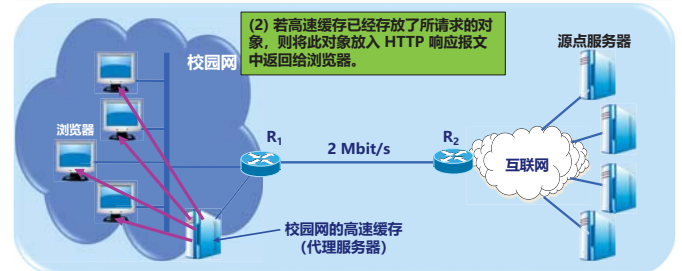 (2) 若高速缓存已经存放了所请求的对
象，则将此对象放入 HTTP 响应报文
中返回给浏览器。
源点服务器
校园网
浏览器
R1
2 Mbit/s
R2
互联网
校园网的高速缓存
（代理服务器）